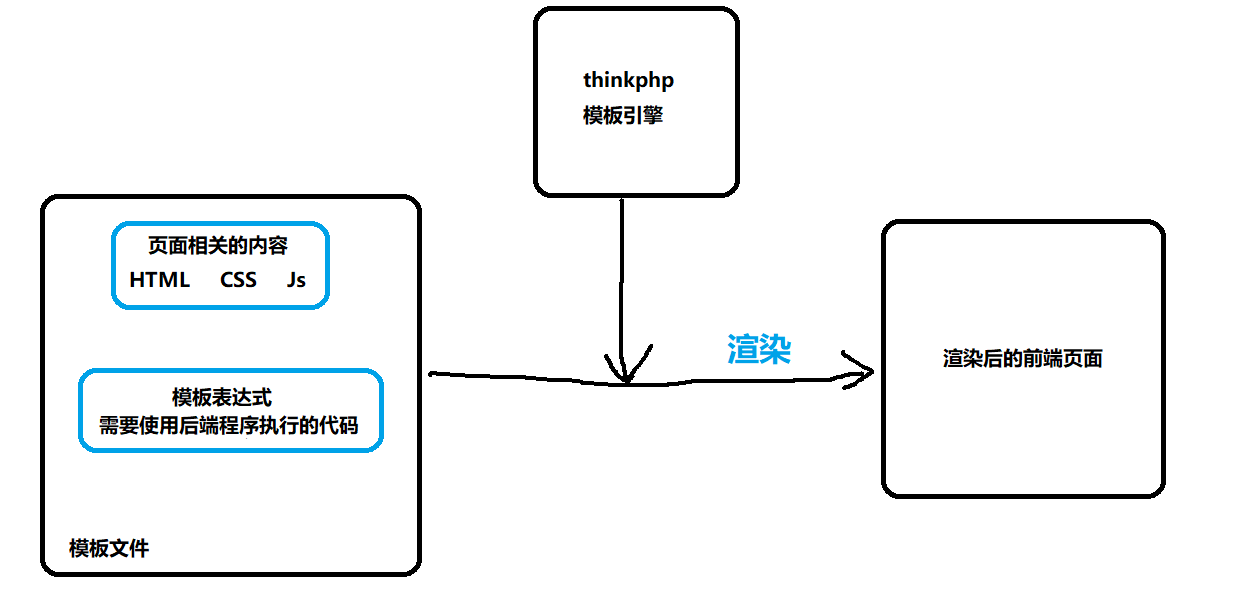 thinkphp
模板引擎
页面相关的内容
HTML CSS Js
模板表达式
需要使用后端程序执行的代码
模板文件
渲染
渲染后的前端页面